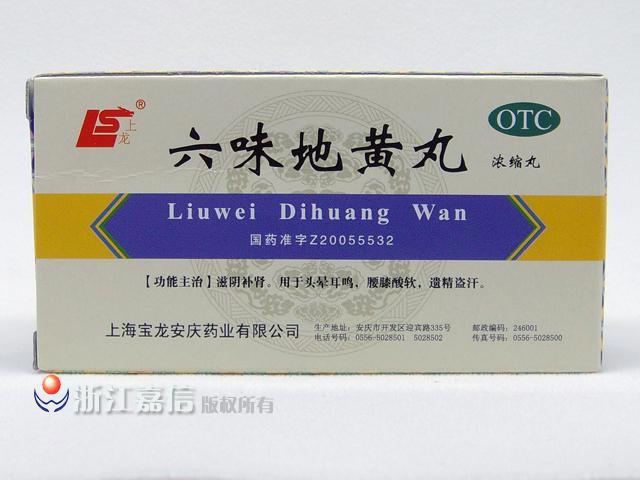 LS
上龙
®
OTC
六味地黄丸
浓缩丸
Liuwei Dihuang Wan
国药准字Z20055532
【功能主治】滋阴补肾。用于头晕耳鸣，腰膝酸软，遗精盗汗。
上海宝龙安庆药业有限公司
生产地址：安庆市开发区迎宾路335号 邮政编码：246001
电话号码：0556-5028501 5028502 传真号码：0556-5028500
浙江嘉信 版权所有